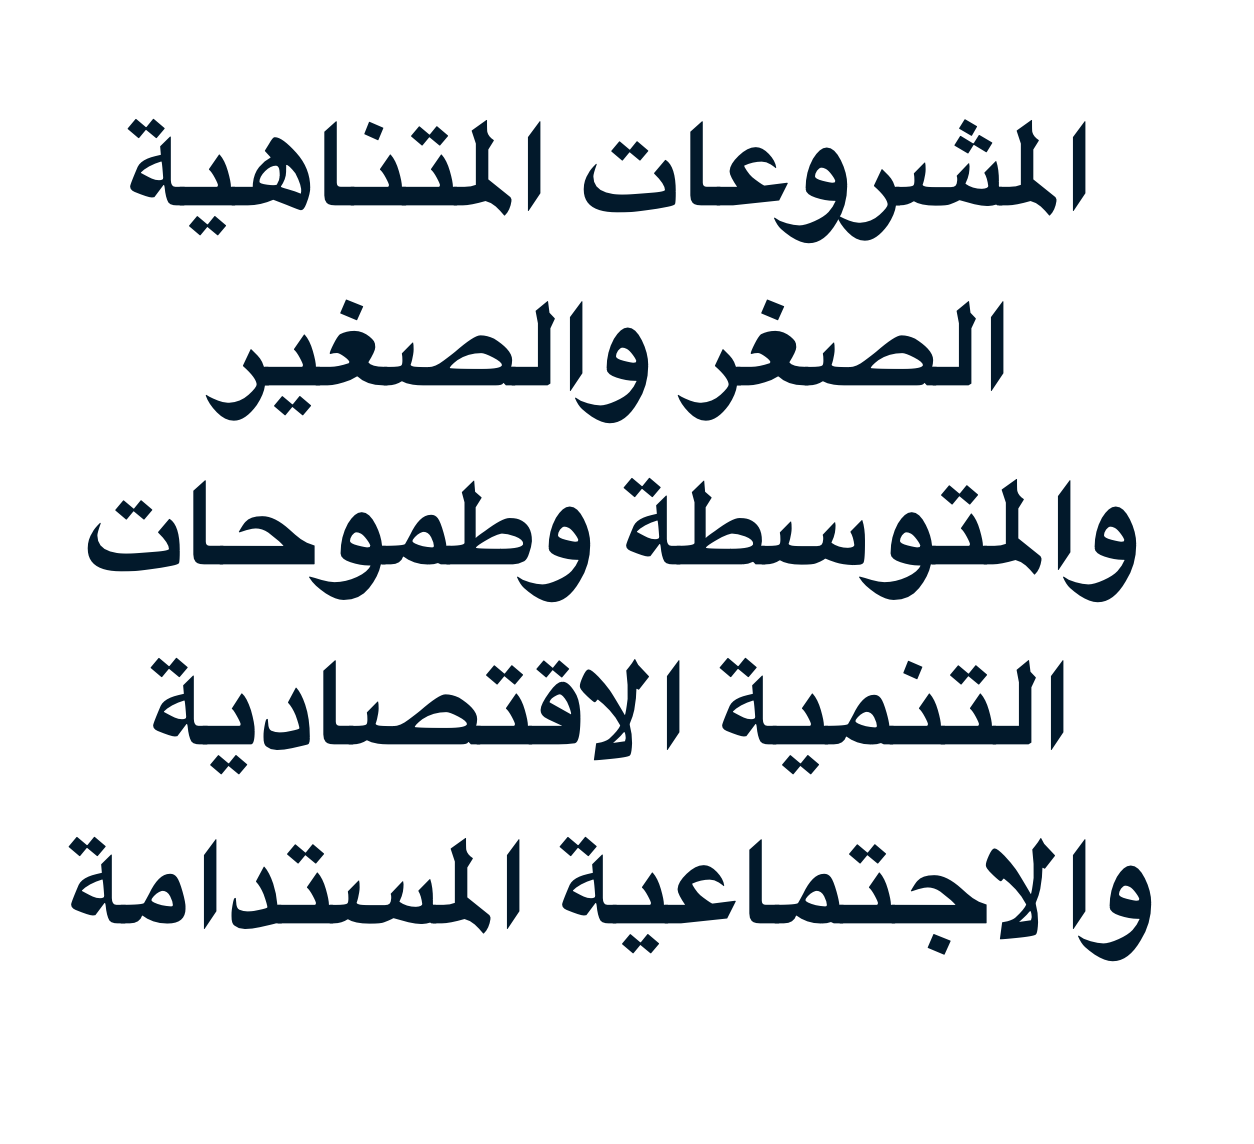 المشروعات المتناهية
الصغر والصغير
والمتوسطة وطموحات
التنمية الاقتصادية
والاجتماعية المستدامة